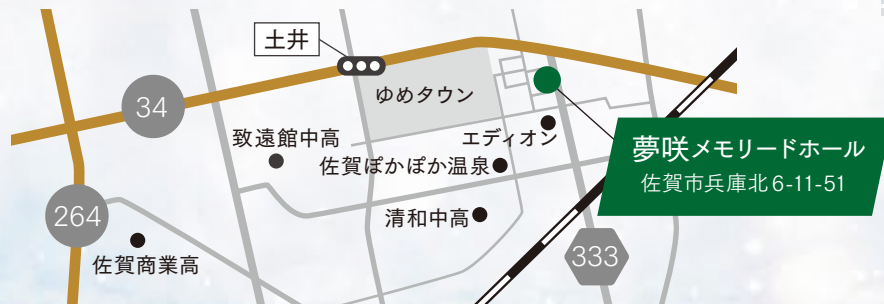 土井
34
ゆめタウン
致遠館中高
エディオン
佐賀ぽかぽか温泉
夢咲メモリードホール
佐賀市兵庫北6-11-51
264
清和中高
佐賀商業高
333